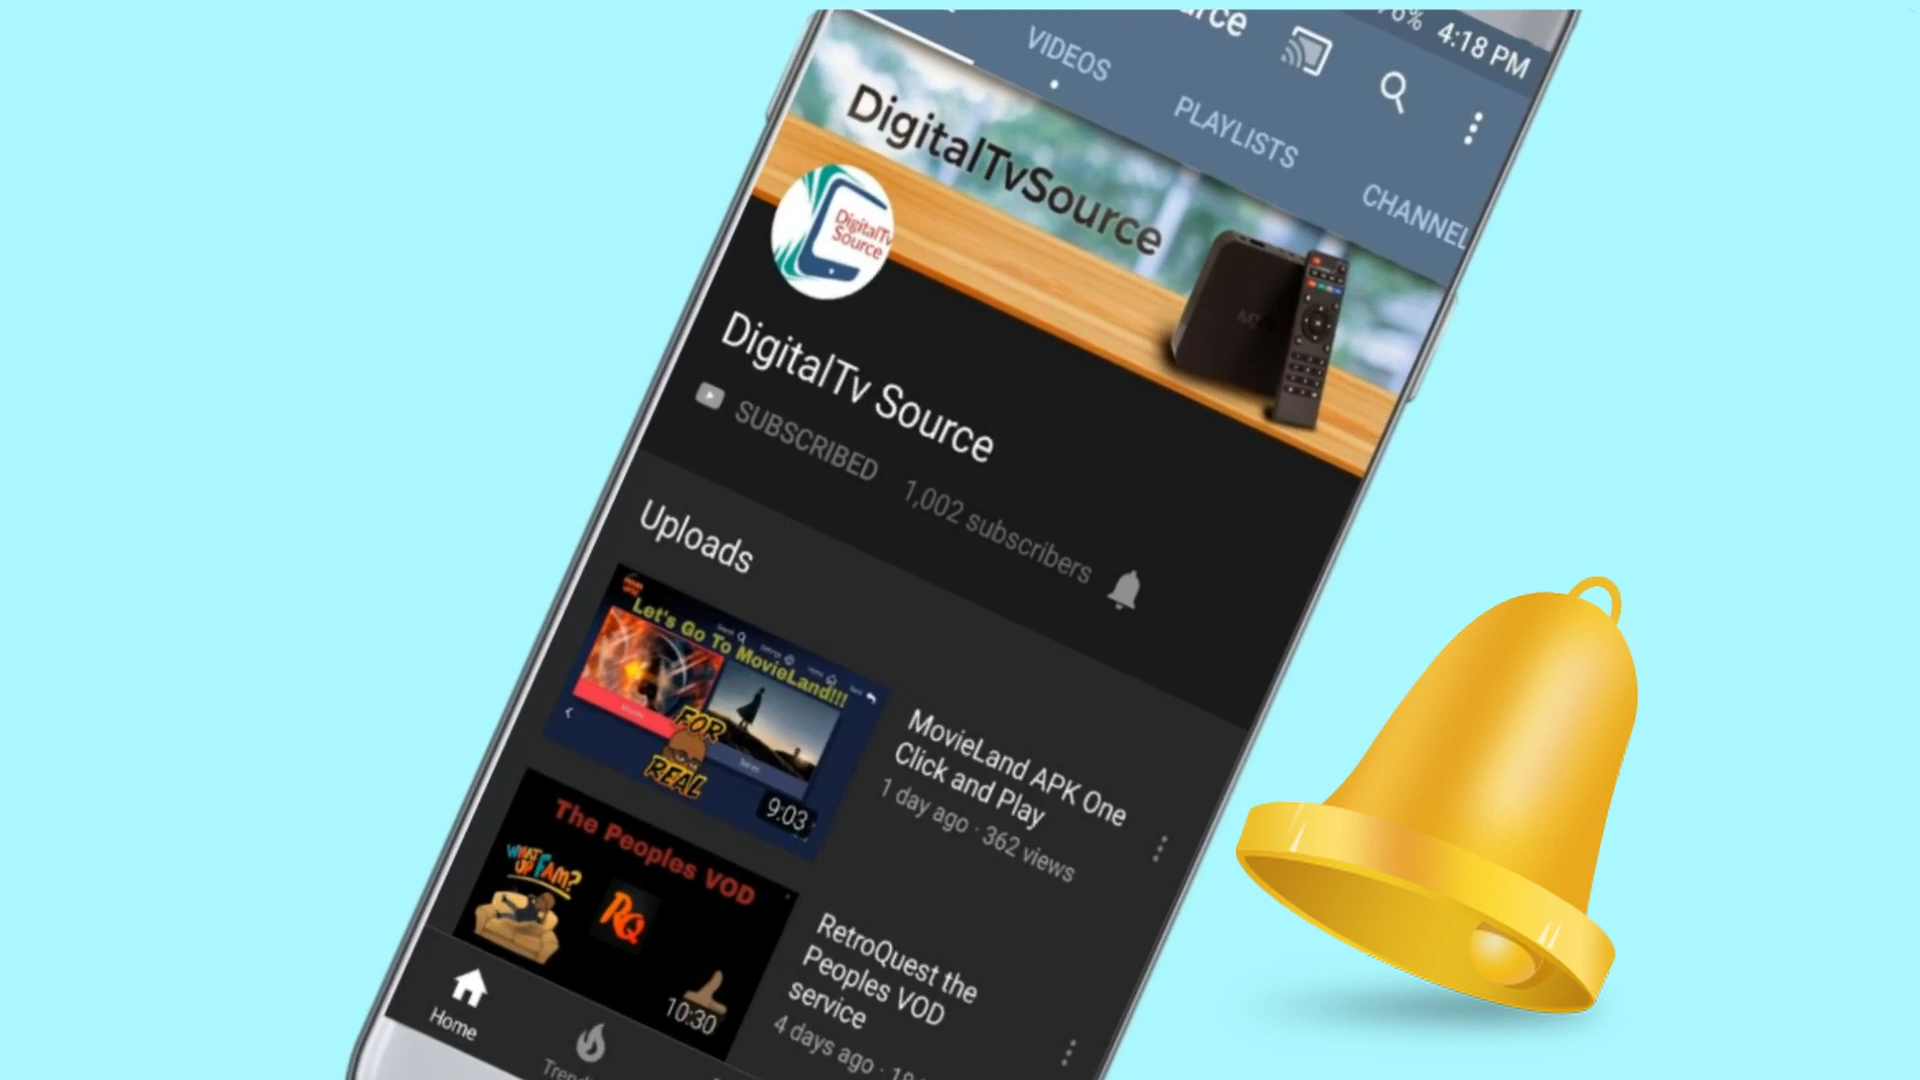 4:18 PM
VIDEOS
PLAYLISTS
CHANNEL
DigitalTvSource
DigitalTv
Source
DigitalTv Source
SUBSCRIBED 1,002 subscribers
Uploads
Let's Go To MovieLand!!!
FOR
REAL
9:03
MovieLand APK One
Click and Play
1 day ago · 362 views
The Peoples VOD
WHAT
UP FAM?
RQ
10:30
RetroQuest the
Peoples VOD
service
4 days ago
Home